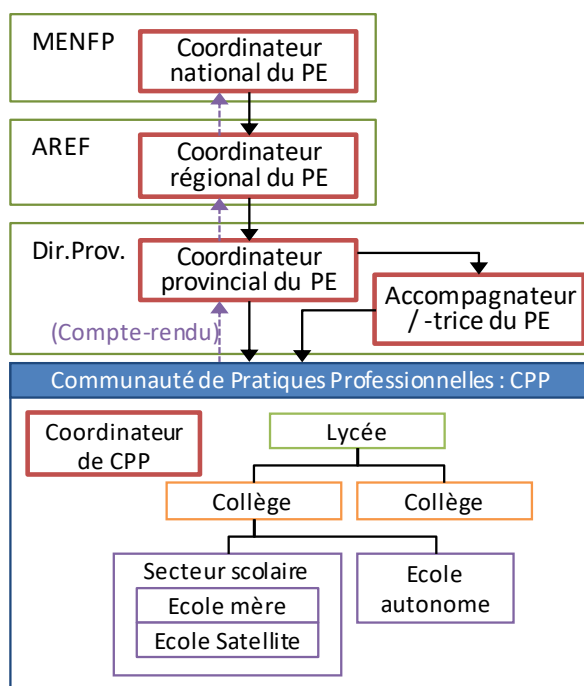 MENFP
Coordinateur
national du PE
AREF
Coordinateur
régional du PE
Dir.Prov.
Coordinateur
provincial du PE
Accompagnateur
/ -trice du PE
(Compte-rendu)
Communauté de Pratiques Professionnelles : CPP
Coordinateur
de CPP
Lycée
Collège
Collège
Secteur scolaire
Ecole mère
Ecole Satellite
Ecole
autonome